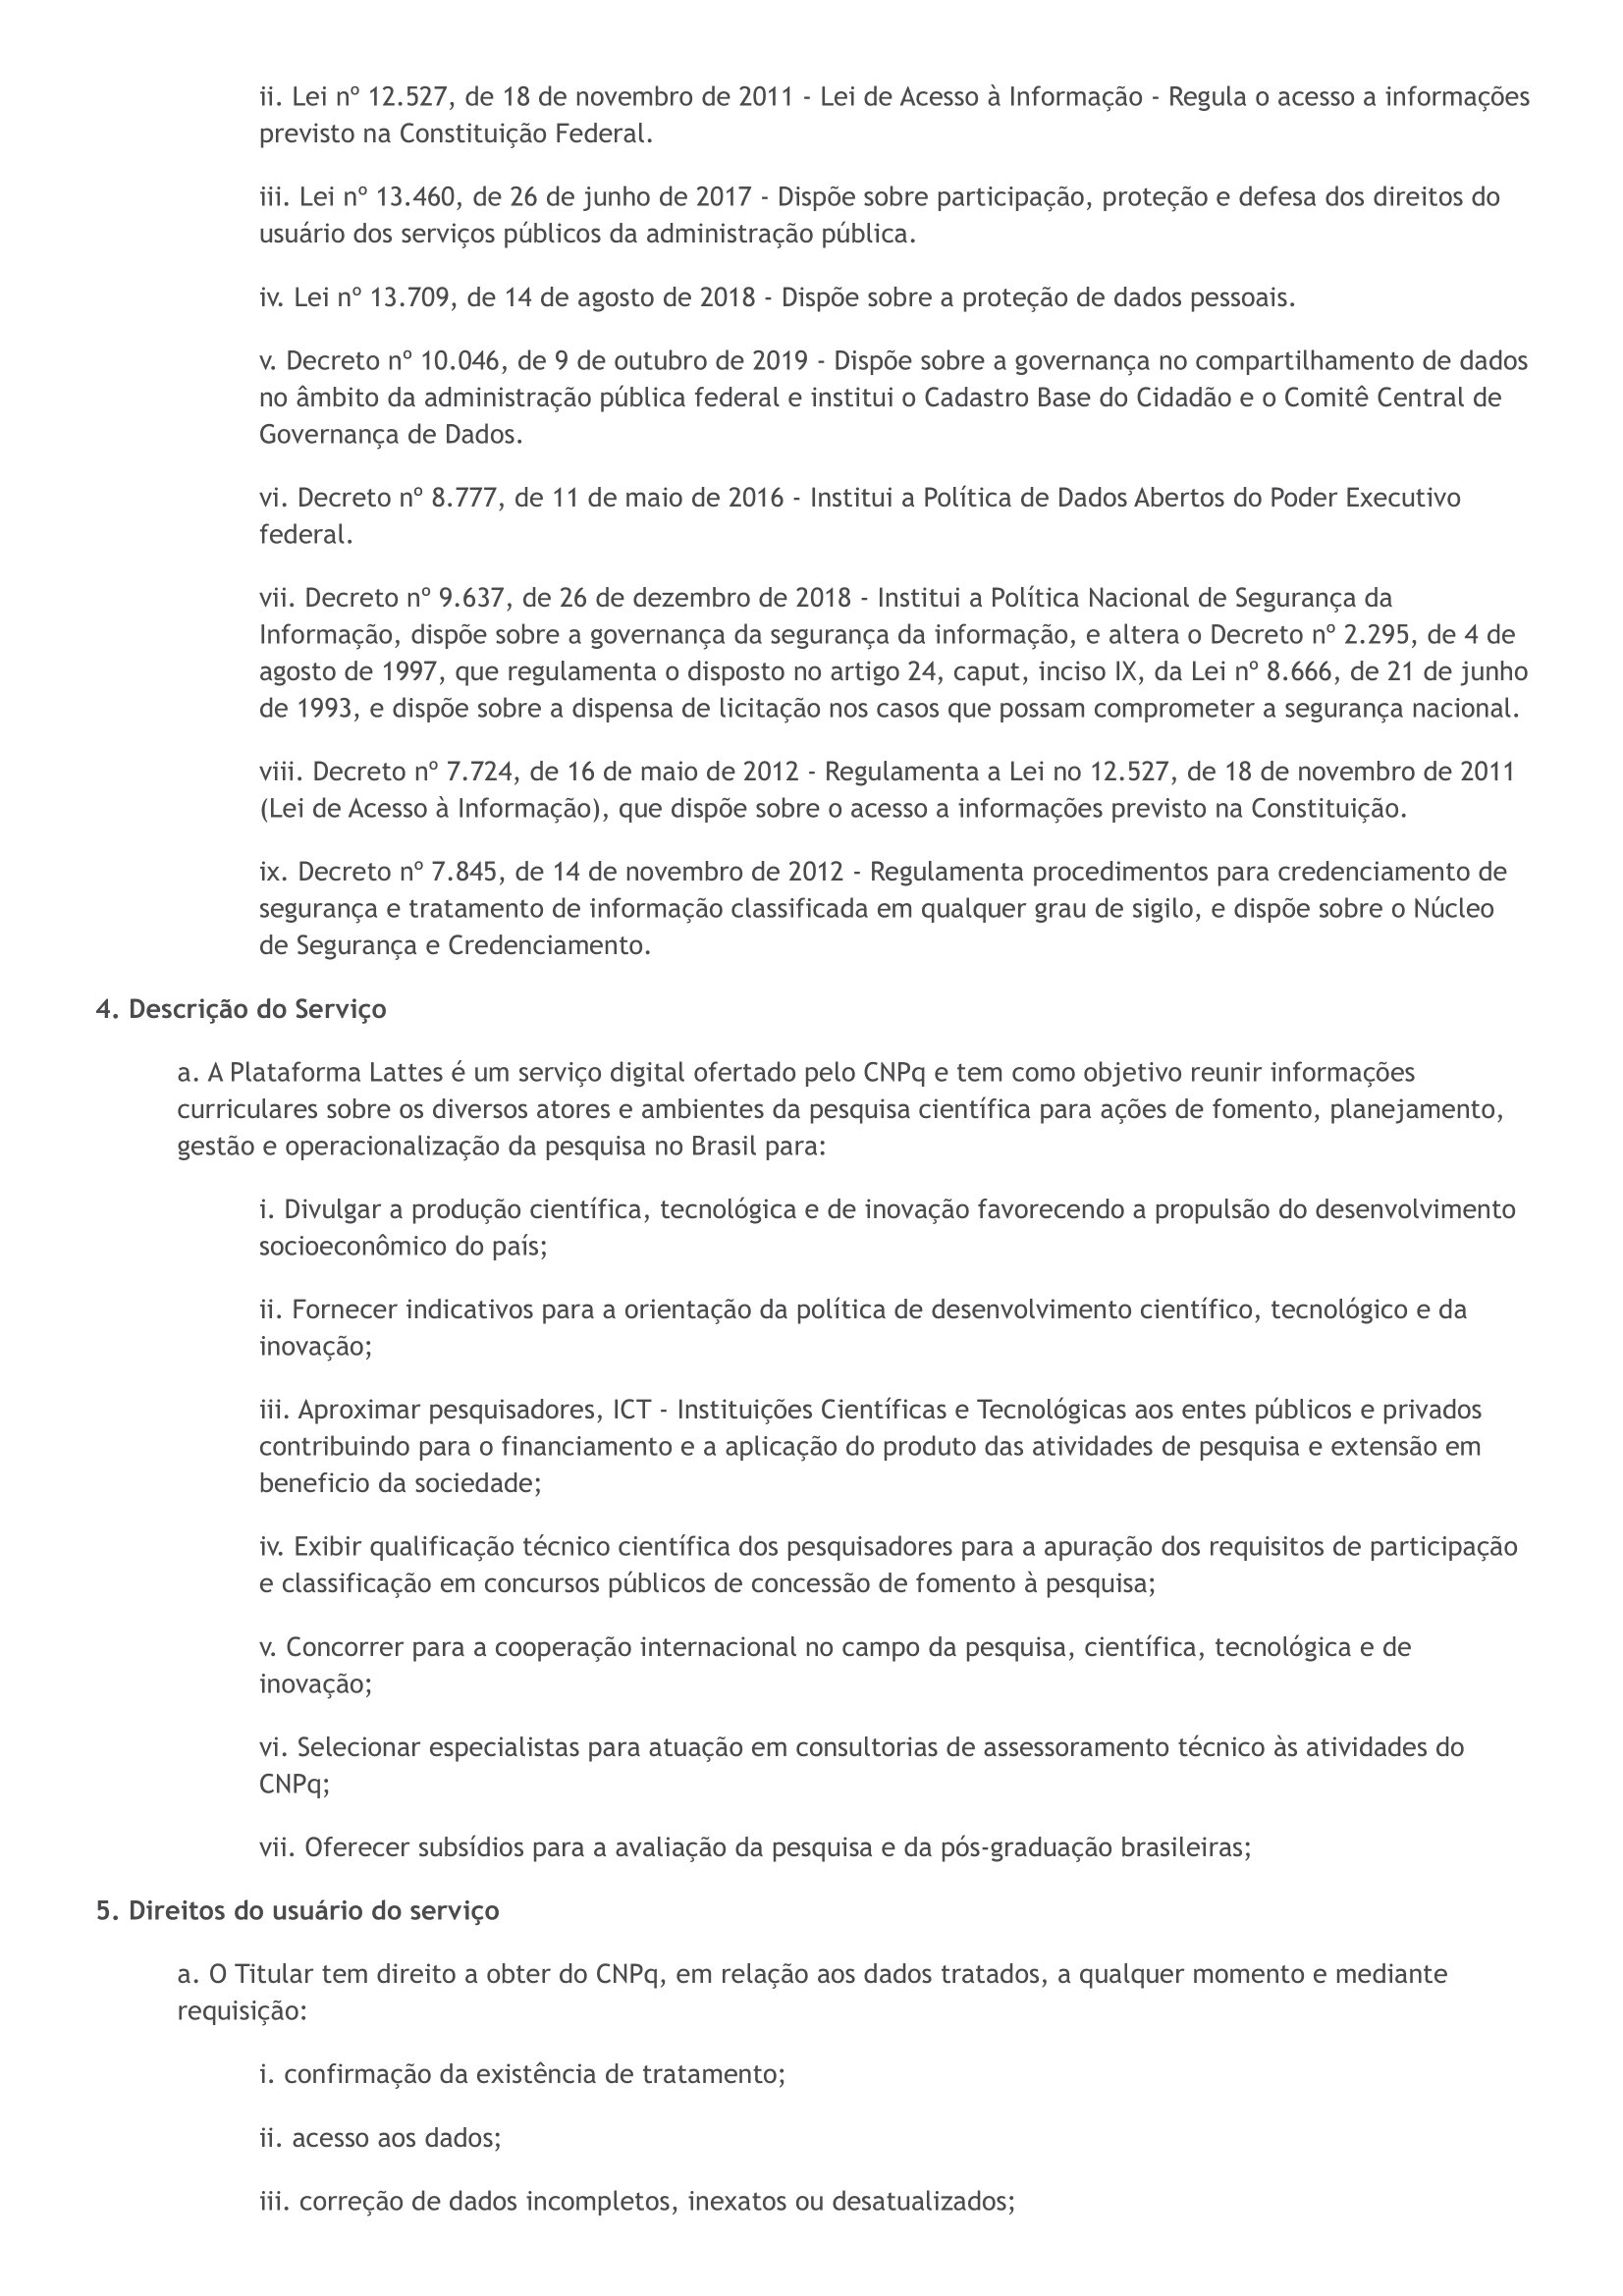 ii. Lei nº 12.527, de 18 de novembro de 2011 - Lei de Acesso à Informação - Regula o acesso a informações
previsto na Constituição Federal.
iii. Lei nº 13.460, de 26 de junho de 2017 - Dispõe sobre participação, proteção e defesa dos direitos do
usuário dos serviços públicos da administração pública.
iv. Lei nº 13.709, de 14 de agosto de 2018 - Dispõe sobre a proteção de dados pessoais.
v. Decreto nº 10.046, de 9 de outubro de 2019 - Dispõe sobre a governança no compartilhamento de dados
no âmbito da administração pública federal e institui o Cadastro Base do Cidadão e o Comitê Central de
Governança de Dados.
vi. Decreto nº 8.777, de 11 de maio de 2016 - Institui a Política de Dados Abertos do Poder Executivo
federal.
vii. Decreto nº 9.637, de 26 de dezembro de 2018 - Institui a Política Nacional de Segurança da
Informação, dispõe sobre a governança da segurança da informação, e altera o Decreto nº 2.295, de 4 de
agosto de 1997, que regulamenta o disposto no artigo 24, caput, inciso IX, da Lei nº 8.666, de 21 de junho
de 1993, e dispõe sobre a dispensa de licitação nos casos que possam comprometer a segurança nacional.
viii. Decreto nº 7.724, de 16 de maio de 2012 - Regulamenta a Lei no 12.527, de 18 de novembro de 2011
(Lei de Acesso à Informação), que dispõe sobre o acesso a informações previsto na Constituição.
ix. Decreto nº 7.845, de 14 de novembro de 2012 - Regulamenta procedimentos para credenciamento de
segurança e tratamento de informação classificada em qualquer grau de sigilo, e dispõe sobre o Núcleo
de Segurança e Credenciamento.
4. Descrição do Serviço
a. A Plataforma Lattes é um serviço digital ofertado pelo CNPq e tem como objetivo reunir informações
curriculares sobre os diversos atores e ambientes da pesquisa científica para ações de fomento, planejamento,
gestão e operacionalização da pesquisa no Brasil para:
i. Divulgar a produção científica, tecnológica e de inovação favorecendo a propulsão do desenvolvimento
socioeconômico do país;
ii. Fornecer indicativos para a orientação da política de desenvolvimento científico, tecnológico e da
inovação;
iii. Aproximar pesquisadores, ICT - Instituições Científicas e Tecnológicas aos entes públicos e privados
contribuindo para o financiamento e a aplicação do produto das atividades de pesquisa e extensão em
beneficio da sociedade;
iv. Exibir qualificação técnico científica dos pesquisadores para a apuração dos requisitos de participação
e classificação em concursos públicos de concessão de fomento à pesquisa;
v. Concorrer para a cooperação internacional no campo da pesquisa, científica, tecnológica e de
inovação;
vi. Selecionar especialistas para atuação em consultorias de assessoramento técnico às atividades do
CNPq;
vii. Oferecer subsídios para a avaliação da pesquisa e da pós-graduação brasileiras;
5. Direitos do usuário do serviço
a. O Titular tem direito a obter do CNPq, em relação aos dados tratados, a qualquer momento e mediante
requisição:
i. confirmação da existência de tratamento;
ii. acesso aos dados;
iii. correção de dados incompletos, inexatos ou desatualizados;